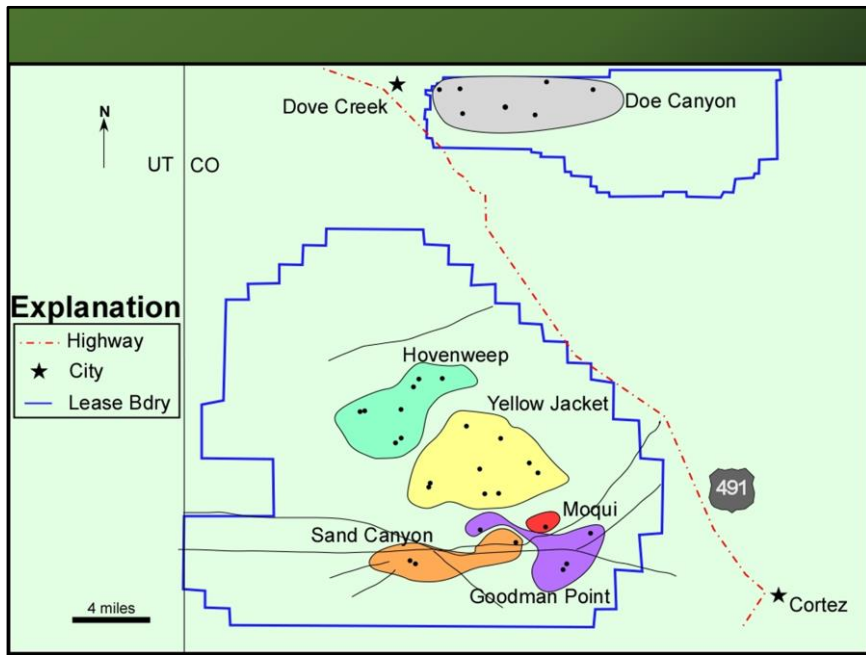 Dove Creek
Doe Canyon
N
UT CO
Explanation
Highway
City
Lease Bdry
Hovenweep
Yellow Jacket
491
Moqui
Sand Canyon
Goodman Point
4 miles
Cortez